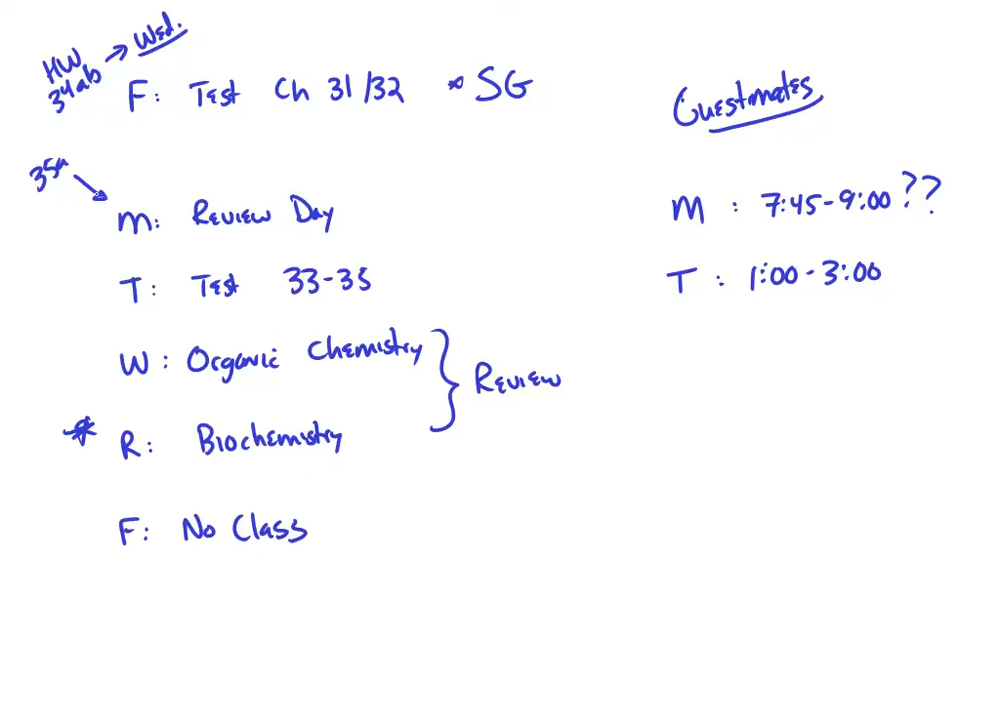 HW
34ab → Wed.
F: Test Ch 31/32 * SG
35a
M: Review Day
T: Test 33-35
W: Organic Chemistry
Review
* R: Biochemistry
F: No Class
Guestmates
M : 7:45-9:00??
T : 1:00-3:00